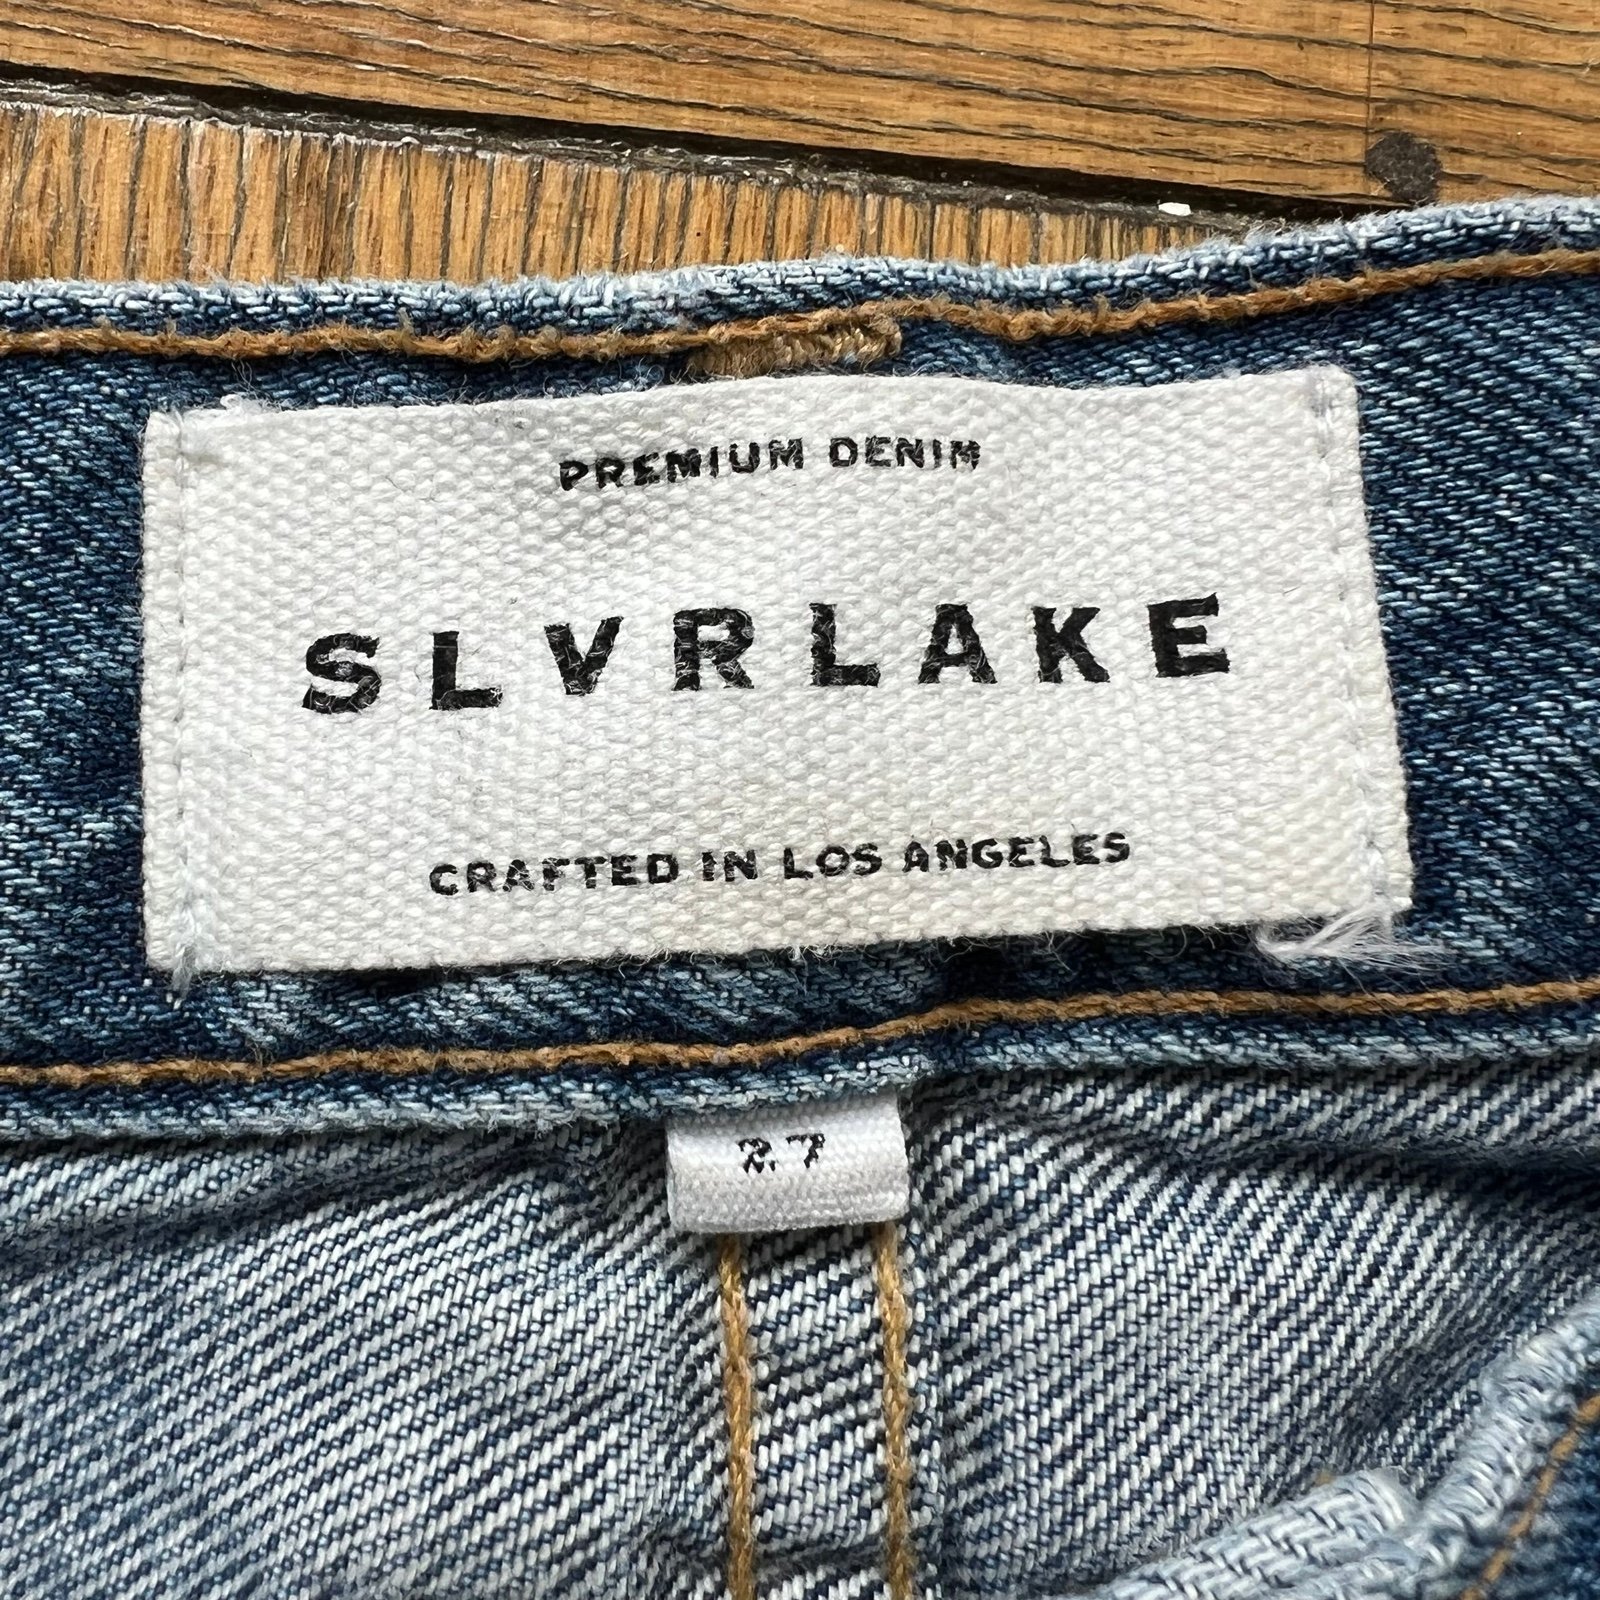 PREMIUM DENIM
SLVRLAKE
CRAFTED IN LOS ANGELES
27